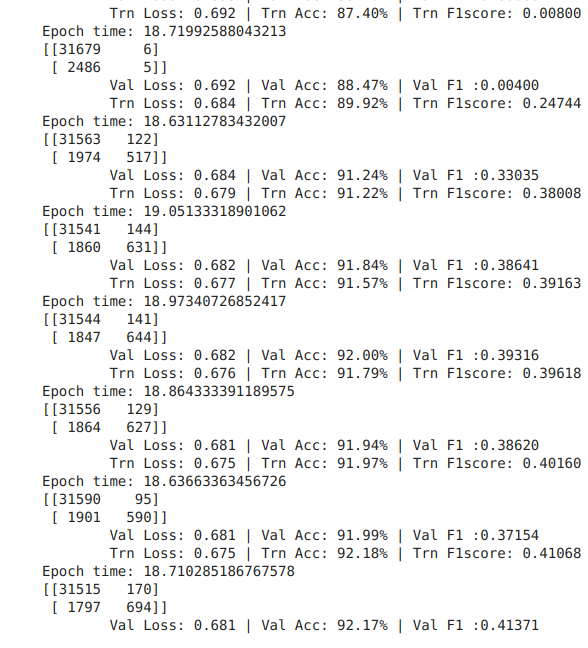 Trn Loss: 0.692 | Trn Acc: 87.40% | Trn F1score: 0.00800
Epoch time: 18.71992588043213
[[31679     6]
 [ 2486     5]]
Val Loss: 0.692 | Val Acc: 88.47% | Val F1 :0.00400
Trn Loss: 0.684 | Trn Acc: 89.92% | Trn F1score: 0.24744
Epoch time: 18.63112783432007
[[31563   122]
 [ 1974   517]]
Val Loss: 0.684 | Val Acc: 91.24% | Val F1 :0.33035
Trn Loss: 0.679 | Trn Acc: 91.22% | Trn F1score: 0.38008
Epoch time: 19.05133318901062
[[31541   144]
 [ 1860   631]]
Val Loss: 0.682 | Val Acc: 91.84% | Val F1 :0.38641
Trn Loss: 0.677 | Trn Acc: 91.57% | Trn F1score: 0.39163
Epoch time: 18.97340726852417
[[31544   141]
 [ 1847   644]]
Val Loss: 0.682 | Val Acc: 92.00% | Val F1 :0.39316
Trn Loss: 0.676 | Trn Acc: 91.79% | Trn F1score: 0.39618
Epoch time: 18.864333391189575
[[31556   129]
 [ 1864   627]]
Val Loss: 0.681 | Val Acc: 91.94% | Val F1 :0.38620
Trn Loss: 0.675 | Trn Acc: 91.97% | Trn F1score: 0.40160
Epoch time: 18.63663363456726
[[31590    95]
 [ 1901   590]]
Val Loss: 0.681 | Val Acc: 91.99% | Val F1 :0.37154
Trn Loss: 0.675 | Trn Acc: 92.18% | Trn F1score: 0.41068
Epoch time: 18.710285186767578
[[31515   170]
 [ 1797   694]]
Val Loss: 0.681 | Val Acc: 92.17% | Val F1 :0.41371